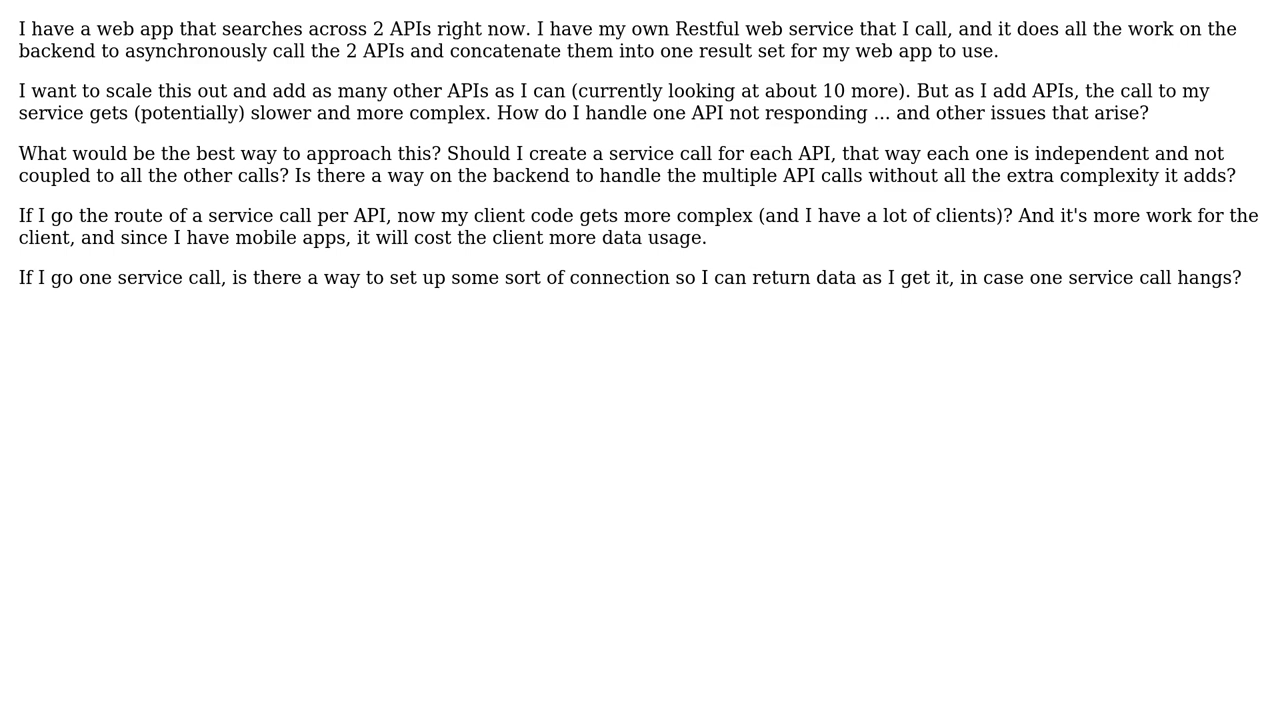 I have a web app that searches across 2 APIs right now. I have my own Restful web service that I call, and it does all the work on the
backend to asynchronously call the 2 APIs and concatenate them into one result set for my web app to use.
I want to scale this out and add as many other APIs as I can (currently looking at about 10 more). But as I add APIs, the call to my
service gets (potentially) slower and more complex. How do I handle one API not responding ... and other issues that arise?
What would be the best way to approach this? Should I create a service call for each API, that way each one is independent and not
coupled to all the other calls? Is there a way on the backend to handle the multiple API calls without all the extra complexity it adds?
If I go the route of a service call per API, now my client code gets more complex (and I have a lot of clients)? And it's more work for the
client, and since I have mobile apps, it will cost the client more data usage.
If I go one service call, is there a way to set up some sort of connection so I can return data as I get it, in case one service call hangs?